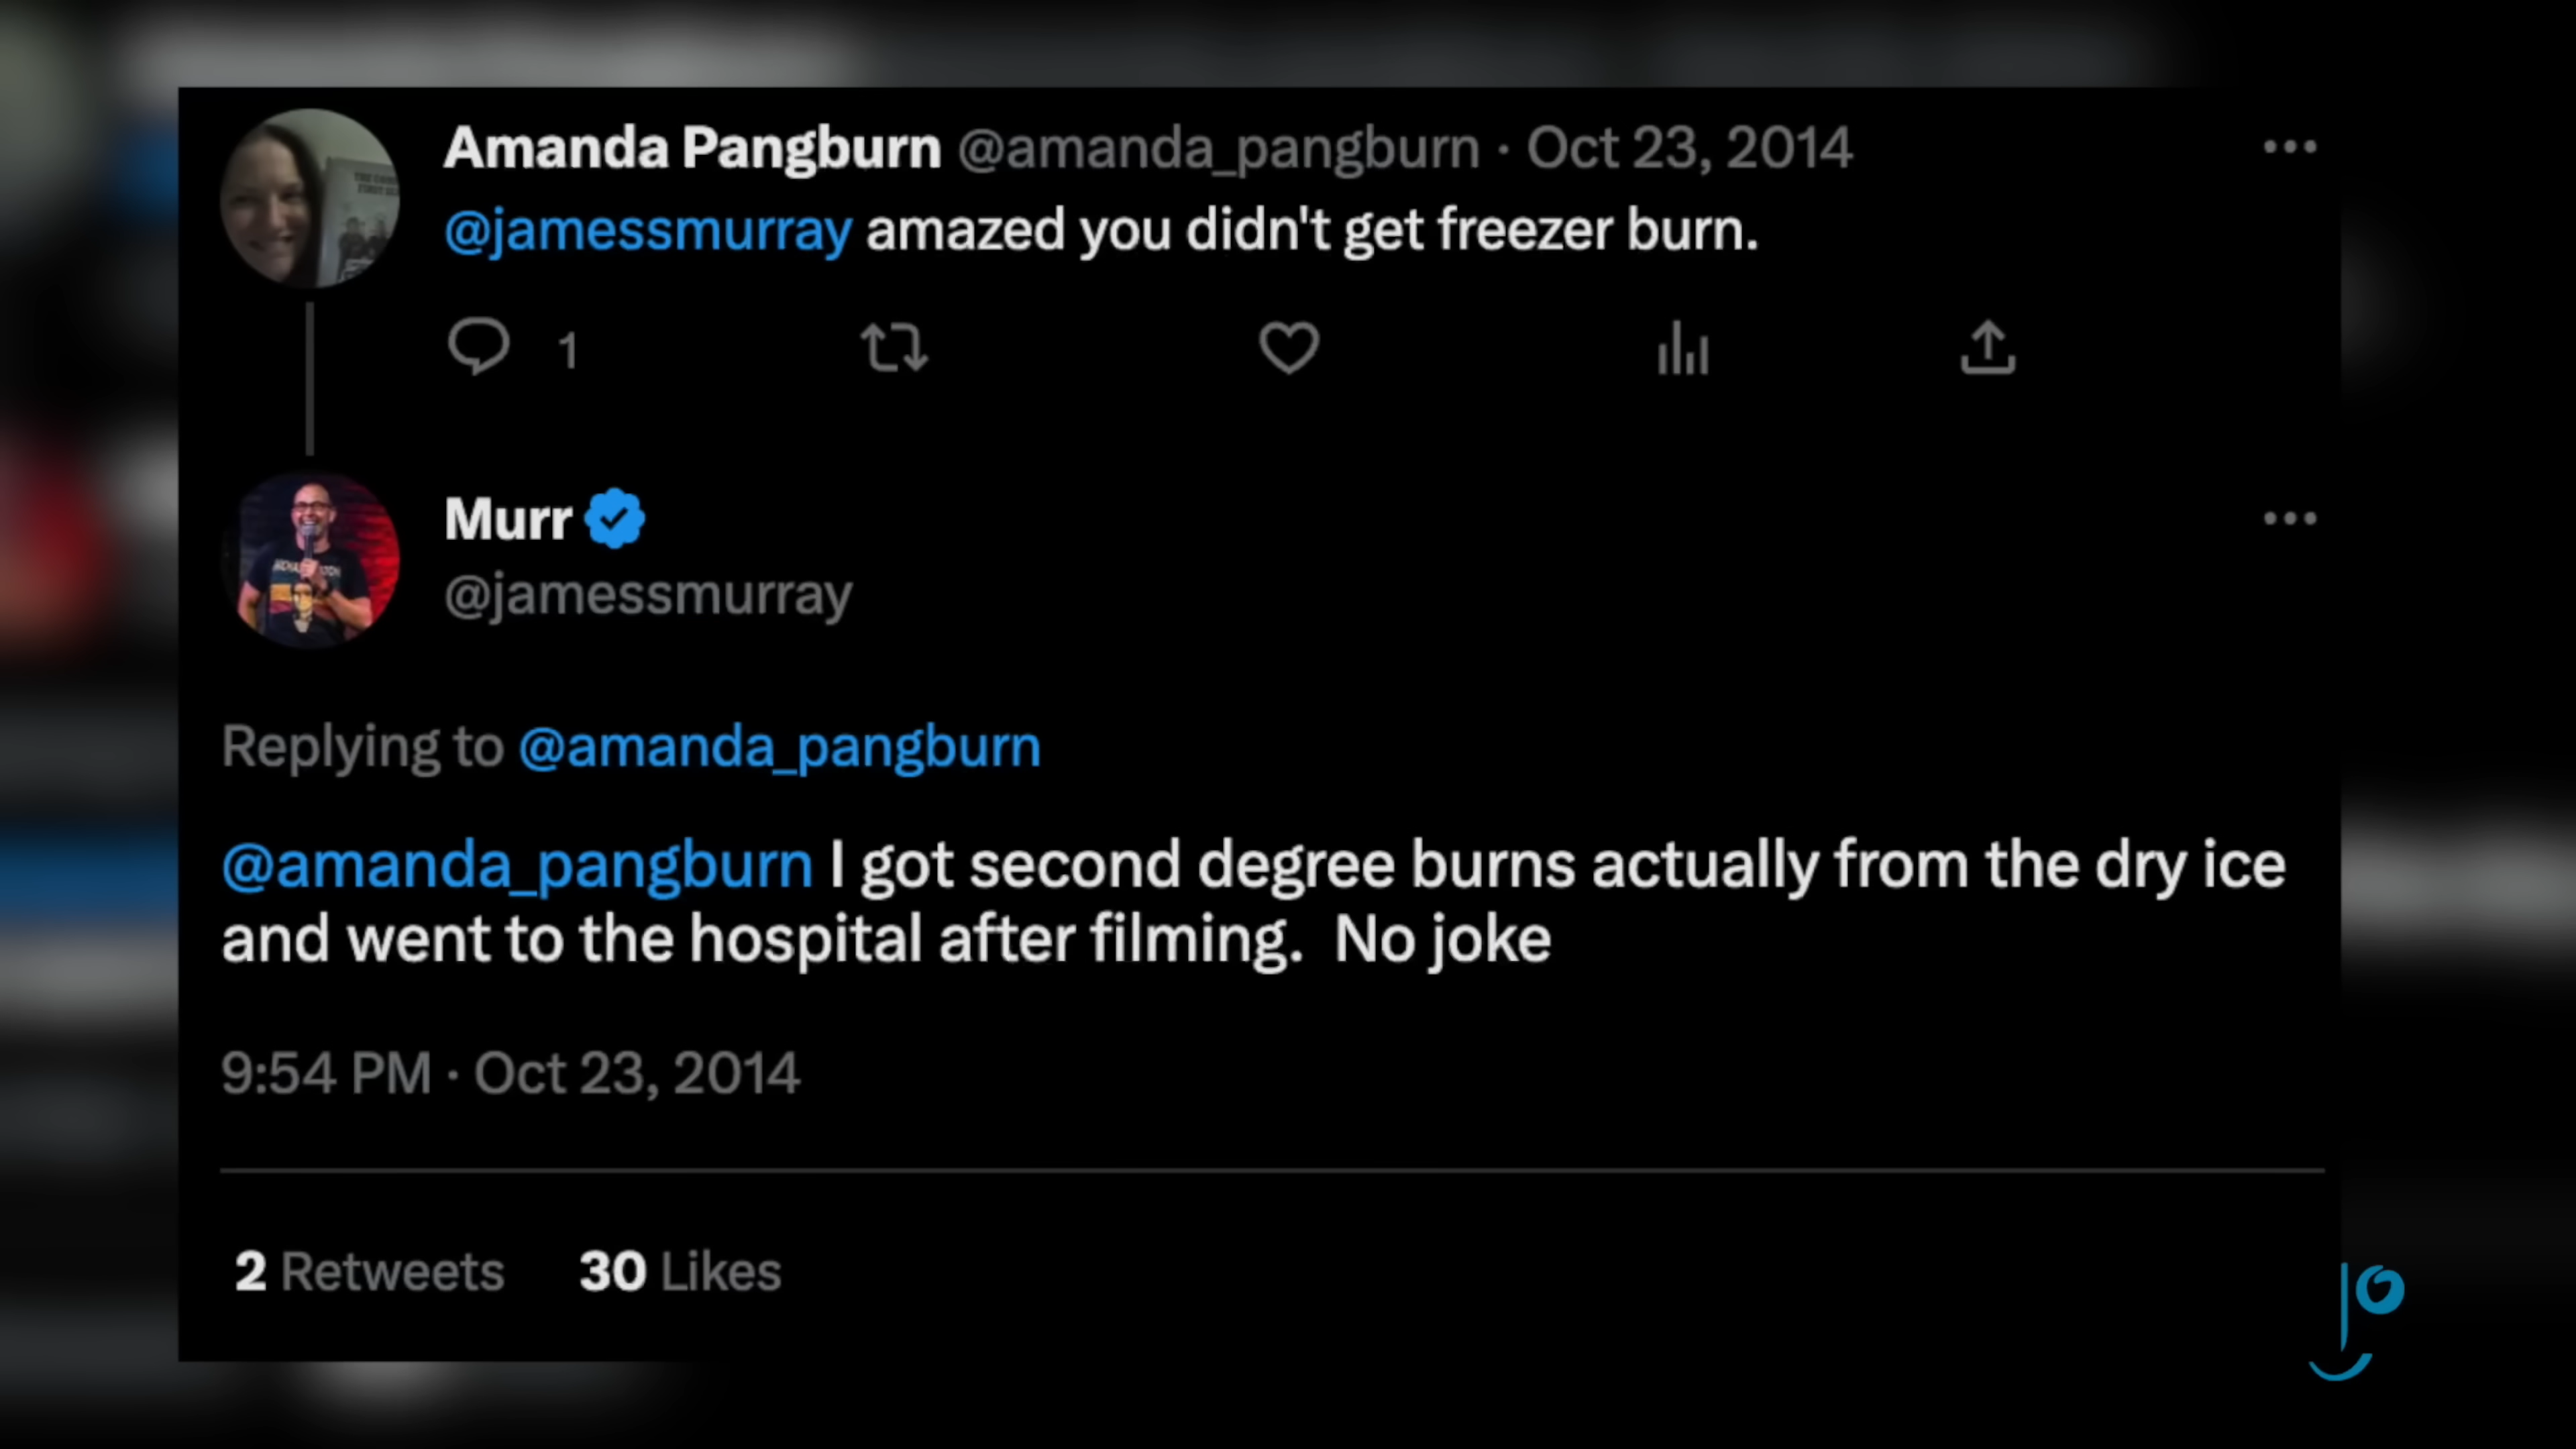 Amanda Pangburn @amanda_pangburn · Oct 23, 2014
@jamessmurray amazed you didn't get freezer burn.
1
Murr
@jamessmurray
Replying to @amanda_pangburn
@amanda_pangburn I got second degree burns actually from the dry ice
and went to the hospital after filming.  No joke
9:54 PM · Oct 23, 2014
2 Retweets 30 Likes